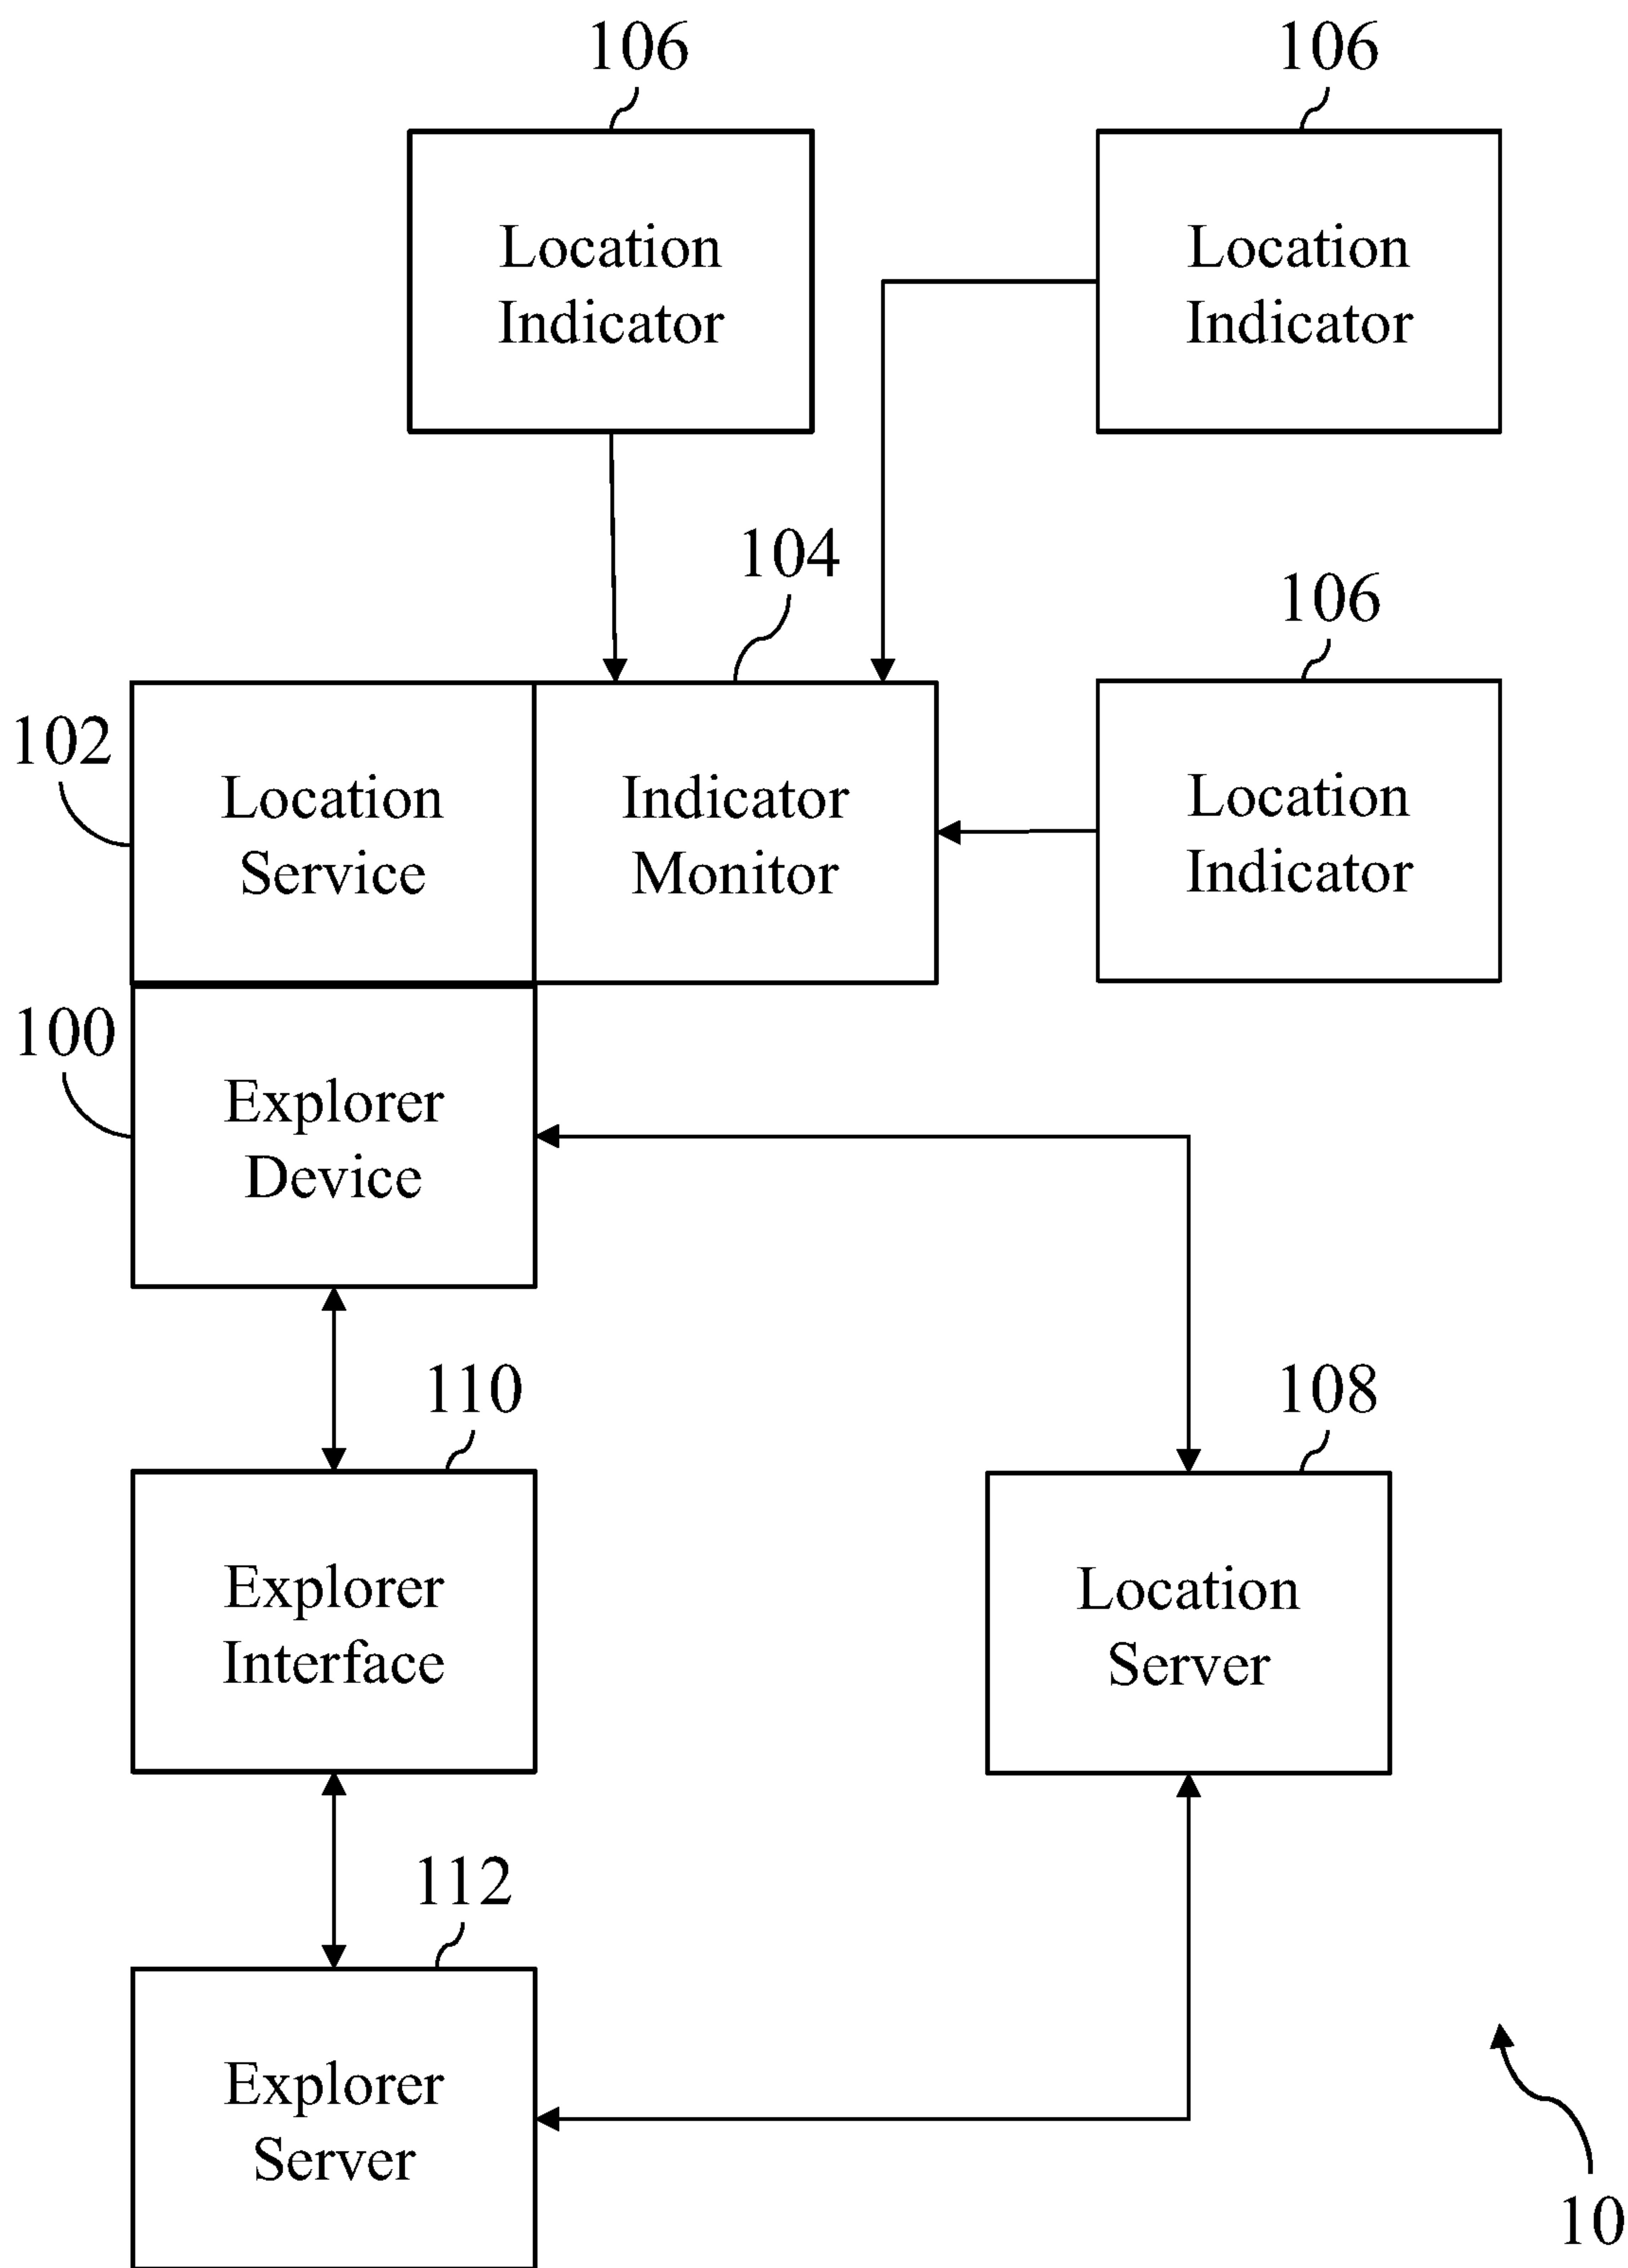 106
106
Location
Indicator
Location
Indicator
104
106
102
Location
Service
Indicator
Monitor
Location
Indicator
100
Explorer
Device
110
108
Explorer
Interface
Location
Server
112
Explorer
Server
10